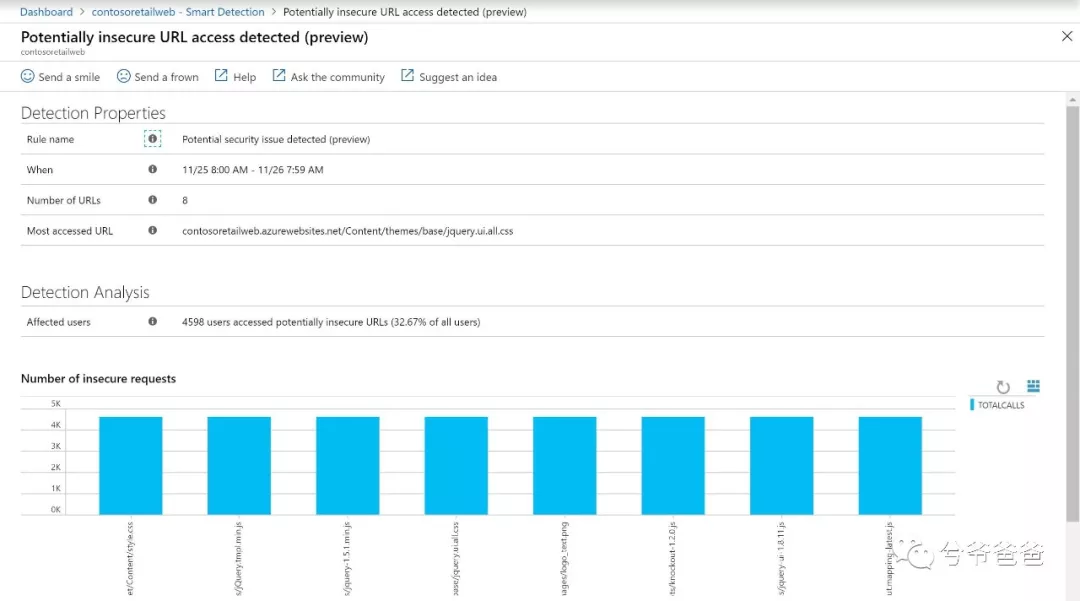 Dashboard > contosoretailweb - Smart Detection > Potentially insecure URL access detected (preview)
Potentially insecure URL access detected (preview)
contosoretailweb
Send a smile Send a frown Help Ask the community Suggest an idea
Detection Properties
Rule name Potential security issue detected (preview)
When 11/25 8:00 AM - 11/26 7:59 AM
Number of URLs 8
Most accessed URL contosoretailweb.azurewebsites.net/Content/themes/base/jquery.ui.all.css
Detection Analysis
Affected users 4598 users accessed potentially insecure URLs (32.67% of all users)
Number of insecure requests
TOTALCALLS
5K
4K
3K
2K
1K
0K
et/Content/style.css
s/jQuery.tmpl.min.js
s/jquery-1.5.1.min.js
base/jquery.ui.all.css
ages/logo_text.png
ts/knockout-1.2.0.js
s/jquery-ui-1.8.11.js
ut.mapping-latest.js
兮爷爸爸